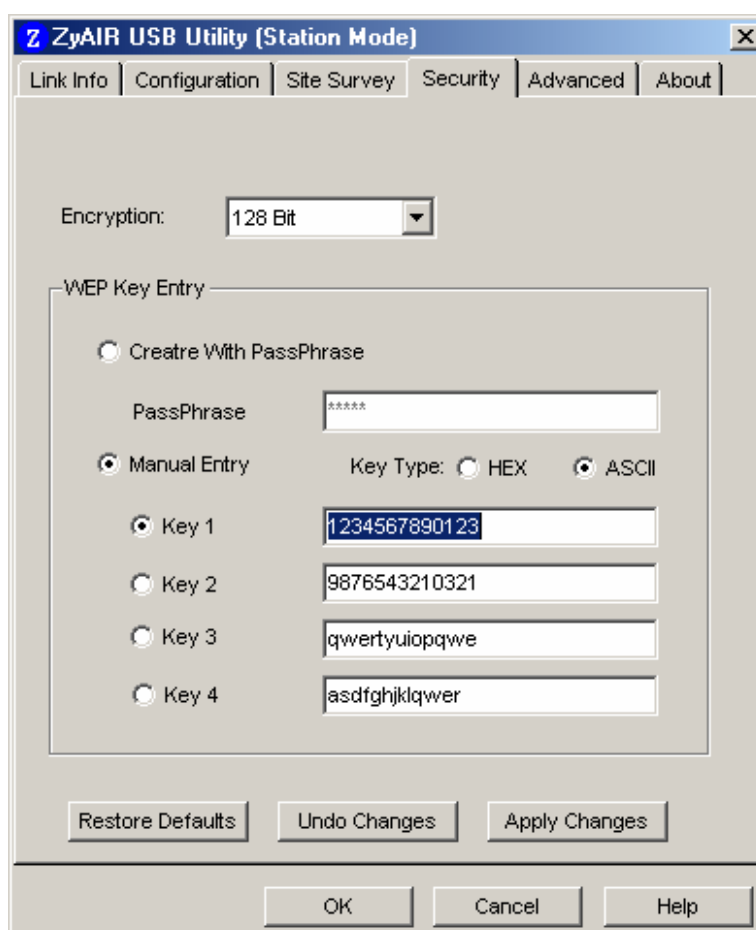 Z ZyAIR USB Utility (Station Mode)
Link Info Configuration Site Survey Security Advanced About
Encryption: 128 Bit
WEP Key Entry
Creatre With PassPhrase
PassPhrase *****
Manual Entry Key Type: HEX ASCII
Key 1 1234567890123
Key 2 9876543210321
Key 3 qwertyuiopqwe
Key 4 asdfghjklqwer
Restore Defaults Undo Changes Apply Changes
OK Cancel Help